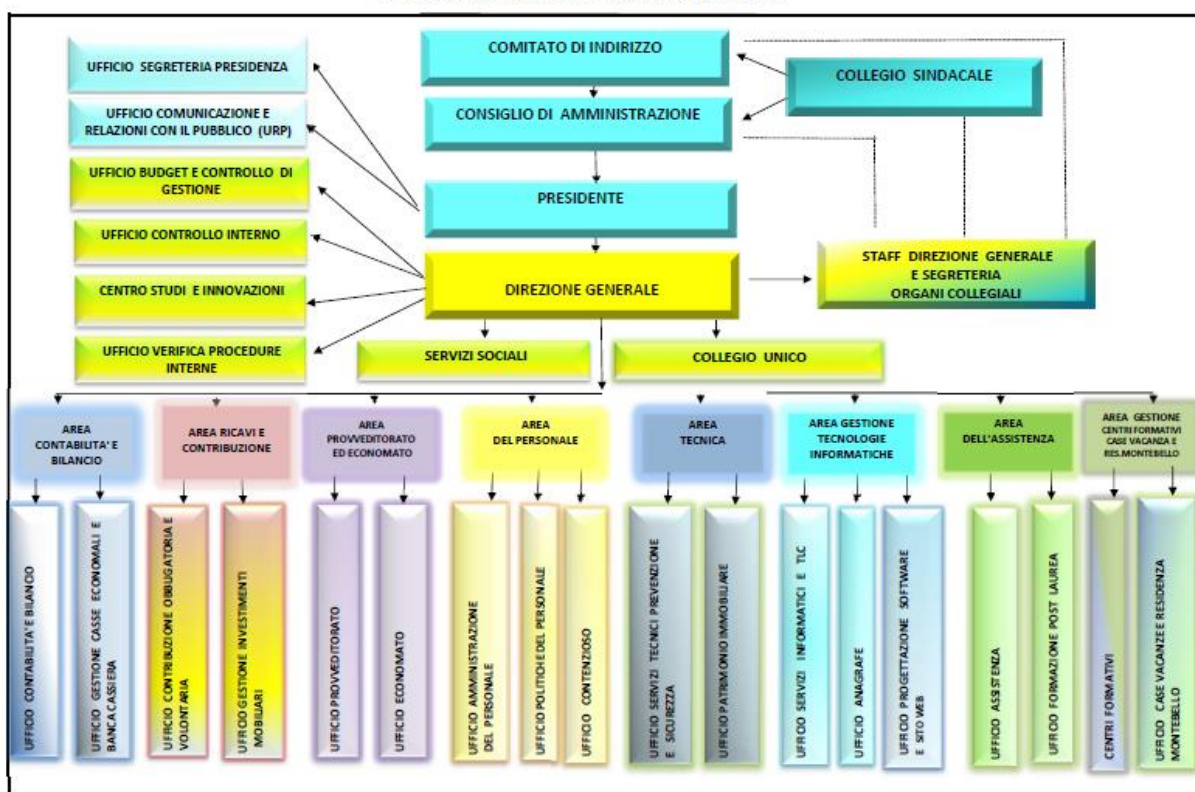 COMITATO DI INDIRIZZO
COLLEGIO SINDACALE
CONSIGLIO DI AMMINISTRAZIONE
PRESIDENTE
DIREZIONE GENERALE
STAFF DIREZIONE GENERALE
E SEGRETERIA
ORGANI COLLEGIALI
UFFICIO SEGRETERIA PRESIDENZA
UFFICIO COMUNICAZIONE E
RELAZIONI CON IL PUBBLICO (URP)
UFFICIO BUDGET E CONTROLLO DI
GESTIONE
UFFICIO CONTROLLO INTERNO
CENTRO STUDI E INNOVAZIONI
UFFICIO VERIFICA PROCEDURE
INTERNE
SERVIZI SOCIALI
COLLEGIO UNICO
AREA
CONTABILITA' E
BILANCIO
AREA RICAVI E
CONTRIBUZIONE
AREA
PROVVEDITORATO
ED ECONOMATO
AREA
DEL PERSONALE
AREA
TECNICA
AREA GESTIONE
TECNOLOGIE
INFORMATICHE
AREA
DELL'ASSISTENZA
AREA GESTIONE
CENTRI FORMATIVI
CASE VACANZA E
RES.MONTEBELLO
UFFICIO CONTABILITA' E BILANCIO
UFFICIO GESTIONE CASSE ECONOMALI E
BANCA CASSIERA
UFFICIO CONTRIBUZIONE OBBLIGATORIA E
VOLONTARIA
UFFICIO GESTIONE INVESTIMENTI
MOBILIARI
UFFICIO PROVVEDITORATO
UFFICIO ECONOMATO
UFFICIO AMMINISTRAZIONE
DEL PERSONALE
UFFICIO POLITICHE DEL PERSONALE
UFFICIO CONTENZIOSO
UFFICIO SERVIZI TECNICI PREVENZIONE
E SICUREZZA
UFFICIO PATRIMONIO IMMOBILIARE
UFFICIO SERVIZI INFORMATICI E TLC
UFFICIO ANAGRAFE
UFFICIO PROGETTAZIONE SOFTWARE
E SITO WEB
UFFICIO ASSISTENZA
UFFICIO FORMAZIONE POST LAUREA
CENTRI FORMATIVI
UFFICIO CASE VACANZE E RESIDENZA
MONTEBELLO